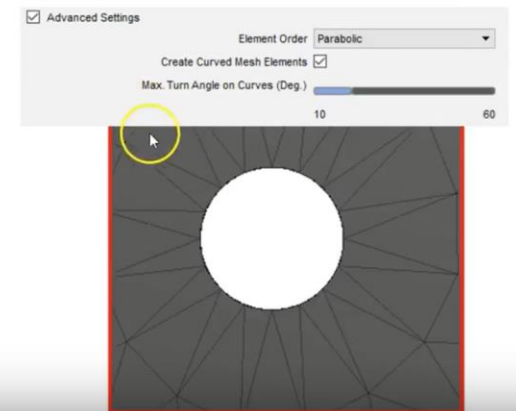 Advanced Settings
Element Order Parabolic
Create Curved Mesh Elements
Max. Turn Angle on Curves (Deg.)
10 60